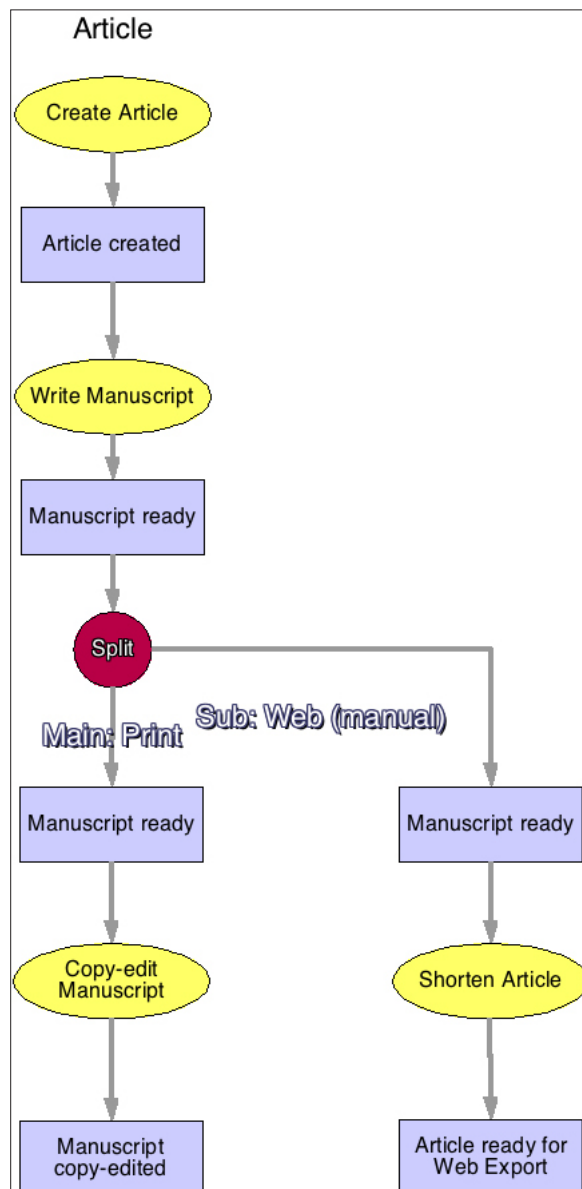 Article
Create Article
Article created
Write Manuscript
Manuscript ready
Split
Main: Print
Sub: Web (manual)
Manuscript ready
Manuscript ready
Copy-edit
Manuscript
Shorten Article
Manuscript
copy-edited
Article ready for
Web Export